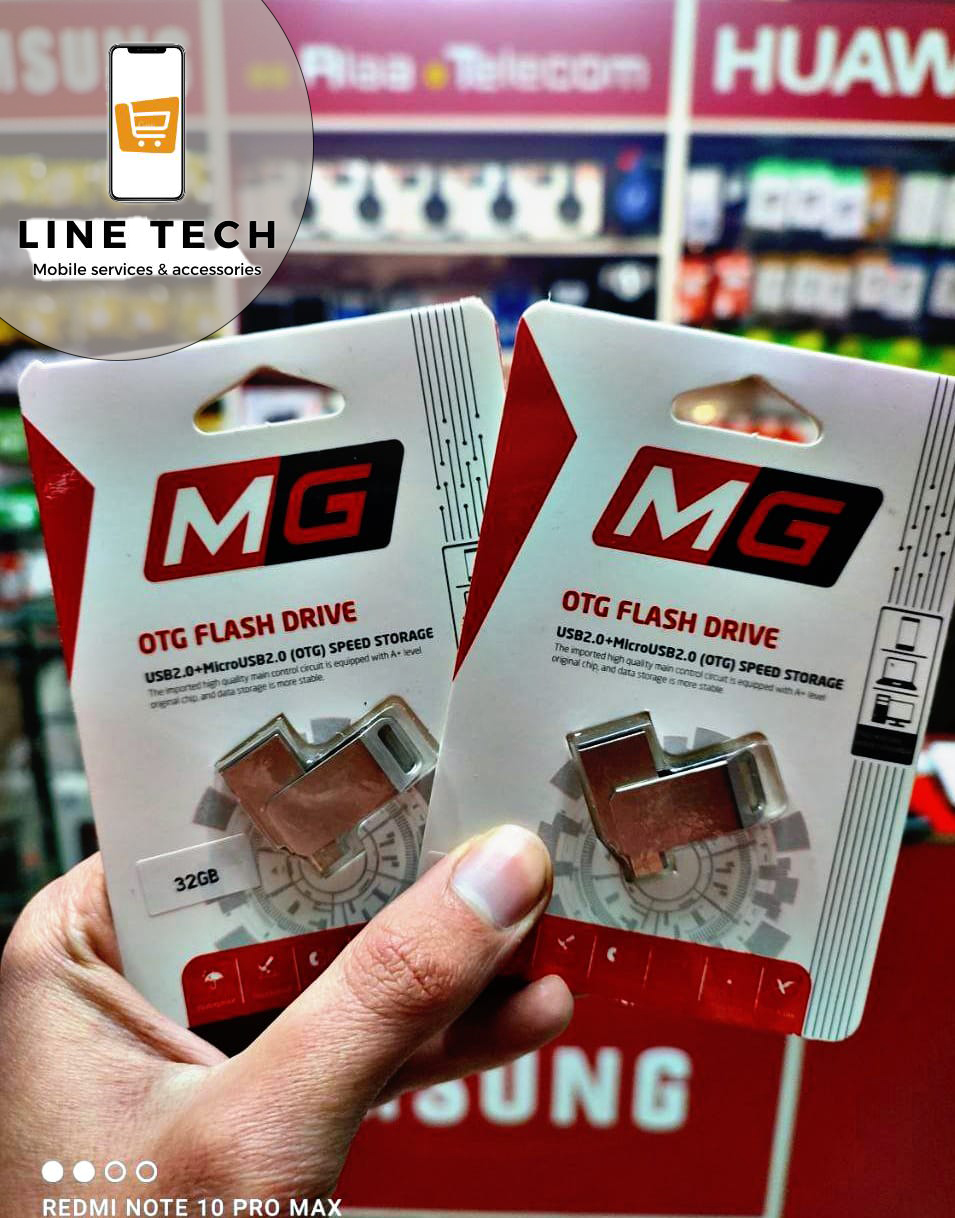 MSUNG
Alaa Telecom
HUAW
LINE TECH
Mobile services & accessories
MG
OTG FLASH DRIVE
USB2.0+MicroUSB2.0 (OTG) SPEED STORAGE
The imported high quality main control circuit is equipped with A+ level
original chip, and data storage is more stable.
32GB
MG
OTG FLASH DRIVE
USB2.0+MicroUSB2.0 (OTG) SPEED STORAGE
The imported high quality main control circuit is equipped with A+ level
original chip, and data storage is more stable.
SUNG
REDMI NOTE 10 PRO MAX